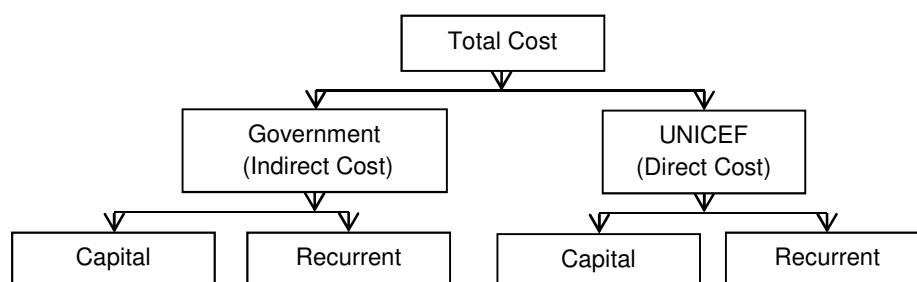 Total Cost
Government
(Indirect Cost)
UNICEF
(Direct Cost)
Capital
Recurrent
Capital
Recurrent